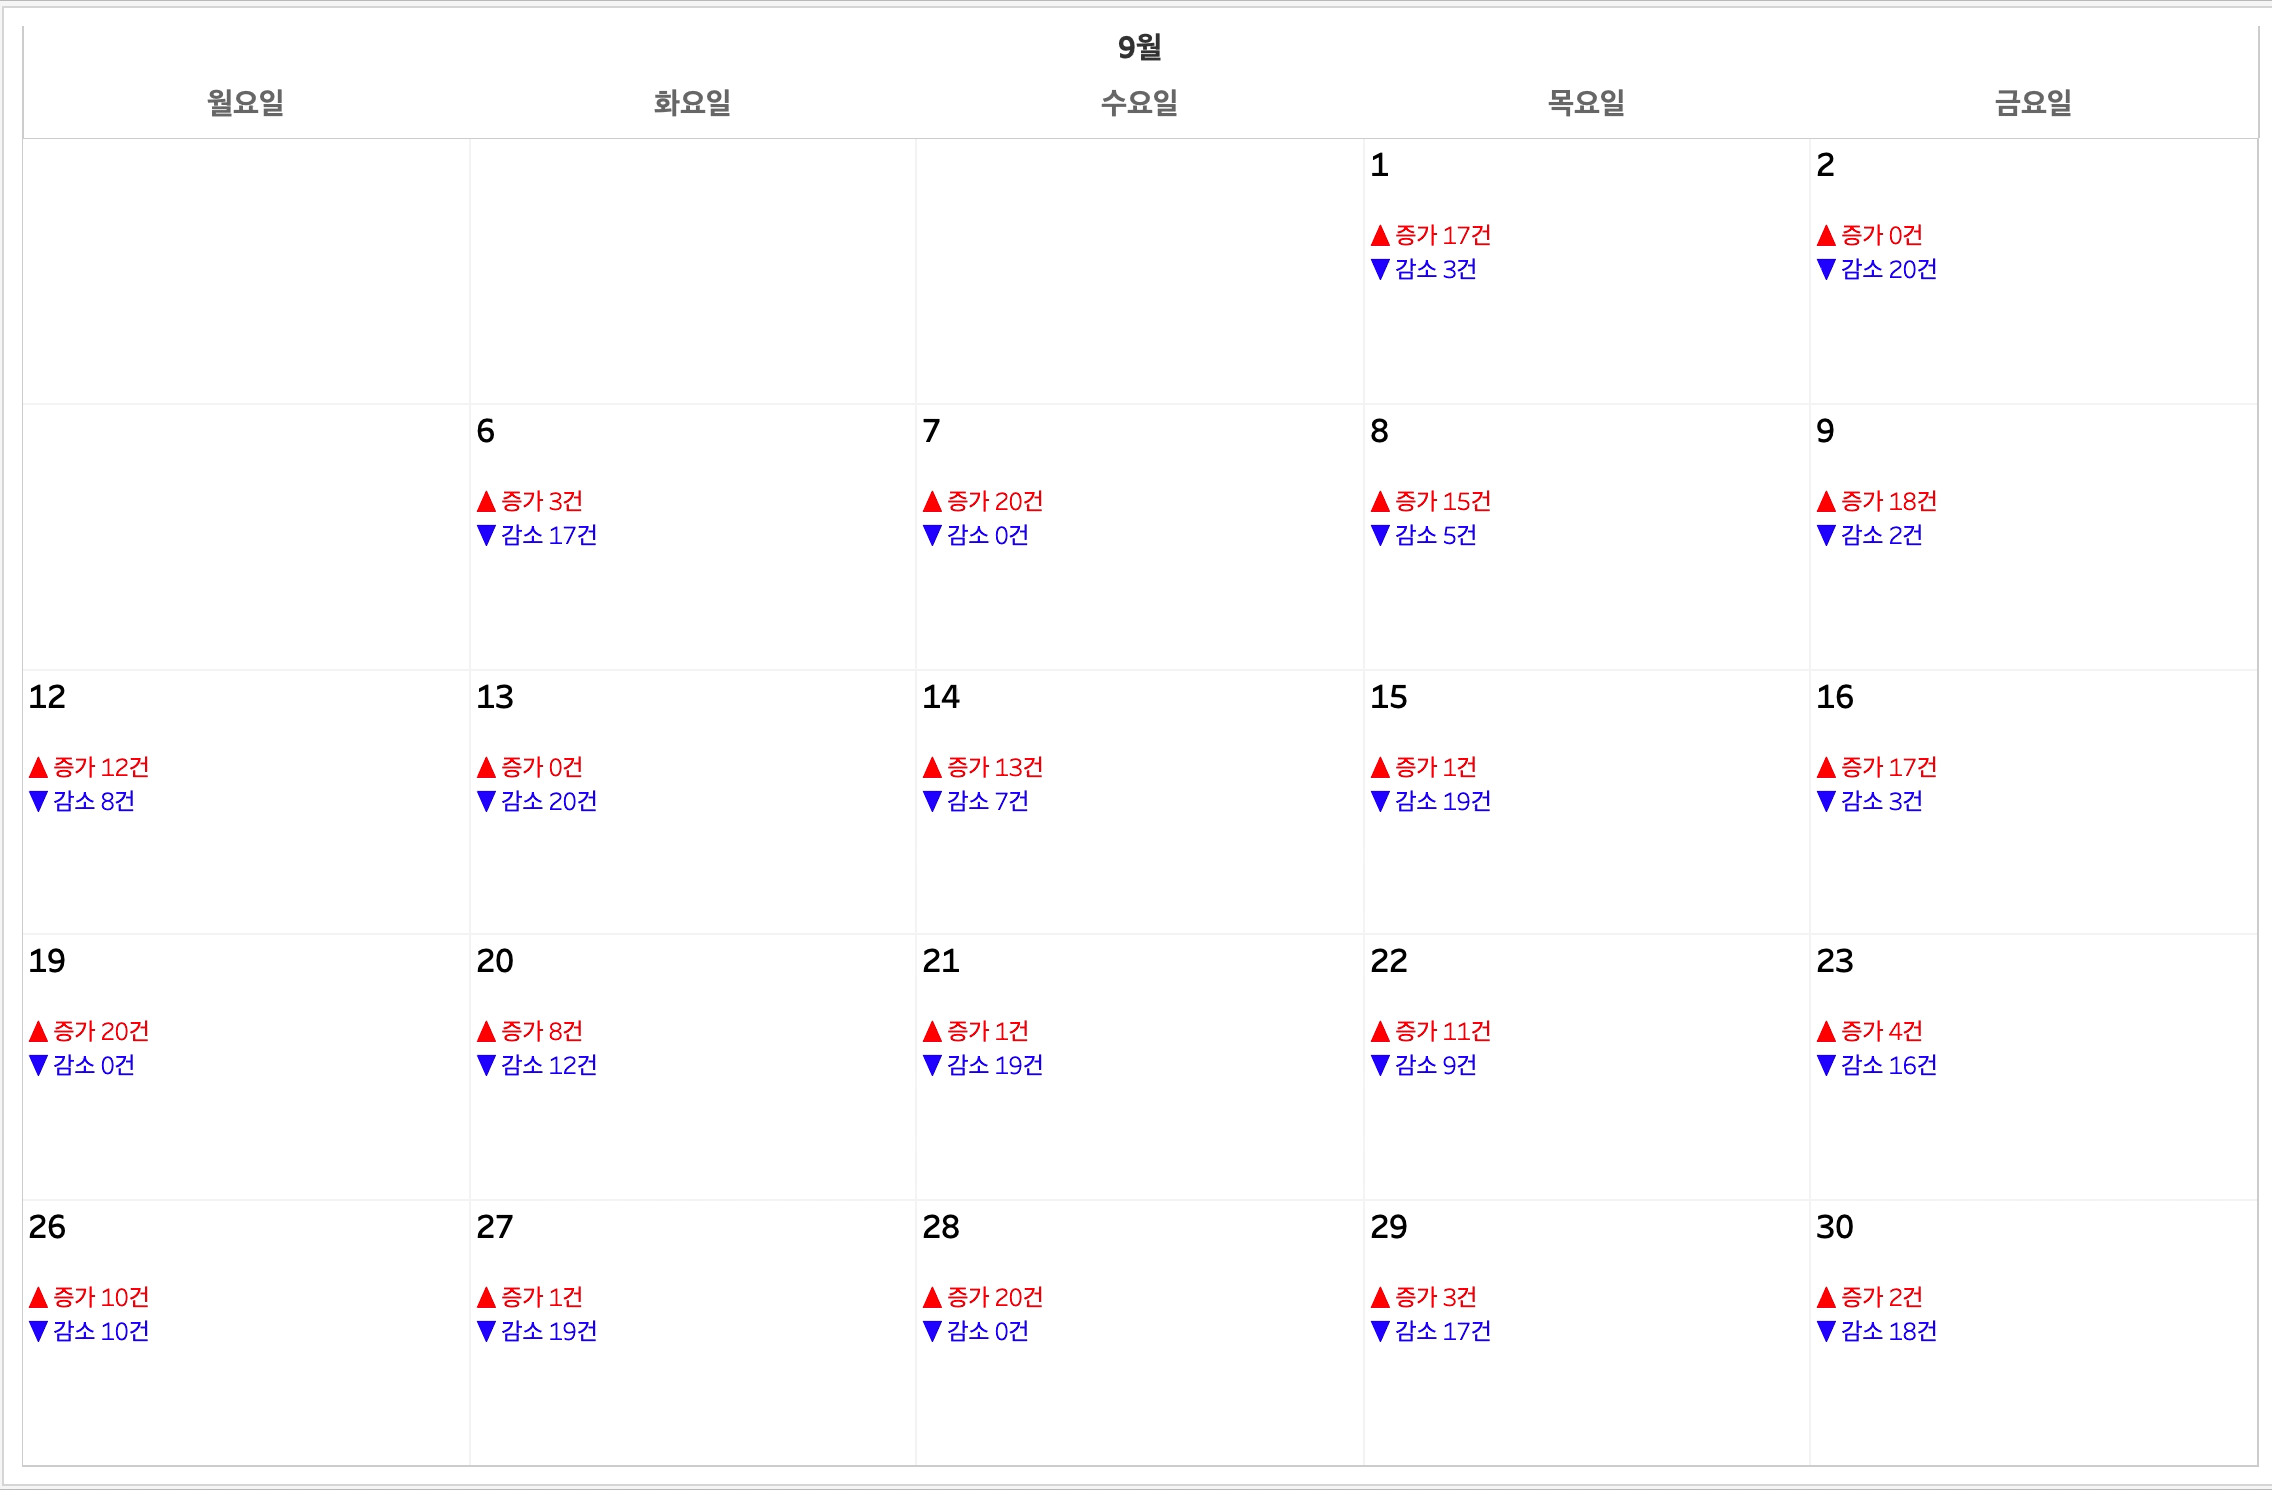 9월
월요일 화요일 수요일 목요일 금요일
1
▲ 증가 17건
▼ 감소 3건
2
▲ 증가 0건
▼ 감소 20건
6
▲ 증가 3건
▼ 감소 17건
7
▲ 증가 20건
▼ 감소 0건
8
▲ 증가 15건
▼ 감소 5건
9
▲ 증가 18건
▼ 감소 2건
12
▲ 증가 12건
▼ 감소 8건
13
▲ 증가 0건
▼ 감소 20건
14
▲ 증가 13건
▼ 감소 7건
15
▲ 증가 1건
▼ 감소 19건
16
▲ 증가 17건
▼ 감소 3건
19
▲ 증가 20건
▼ 감소 0건
20
▲ 증가 8건
▼ 감소 12건
21
▲ 증가 1건
▼ 감소 19건
22
▲ 증가 11건
▼ 감소 9건
23
▲ 증가 4건
▼ 감소 16건
26
▲ 증가 10건
▼ 감소 10건
27
▲ 증가 1건
▼ 감소 19건
28
▲ 증가 20건
▼ 감소 0건
29
▲ 증가 3건
▼ 감소 17건
30
▲ 증가 2건
▼ 감소 18건